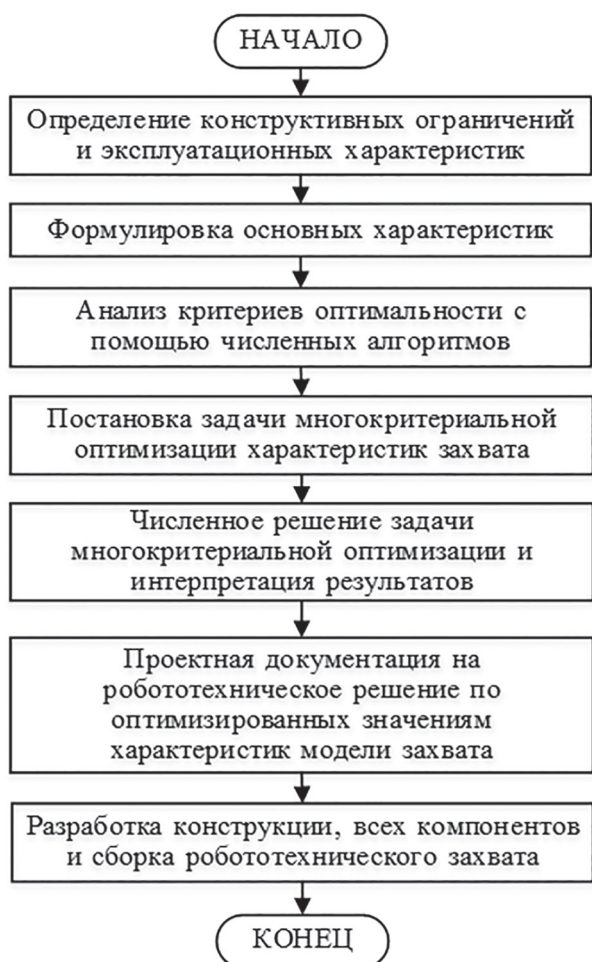 НАЧАЛО
Определение конструктивных ограничений
и эксплуатационных характеристик
Формулировка основных характеристик
Анализ критериев оптимальности с
помощью численных алгоритмов
Постановка задачи многокритериальной
оптимизации характеристик захвата
Численное решение задачи
многокритериальной оптимизации и
интерпретация результатов
Проектная документация на
робототехническое решение по
оптимизированных значениям
характеристик модели захвата
Разработка конструкции, всех компонентов
и сборка робототехнического захвата
КОНЕЦ